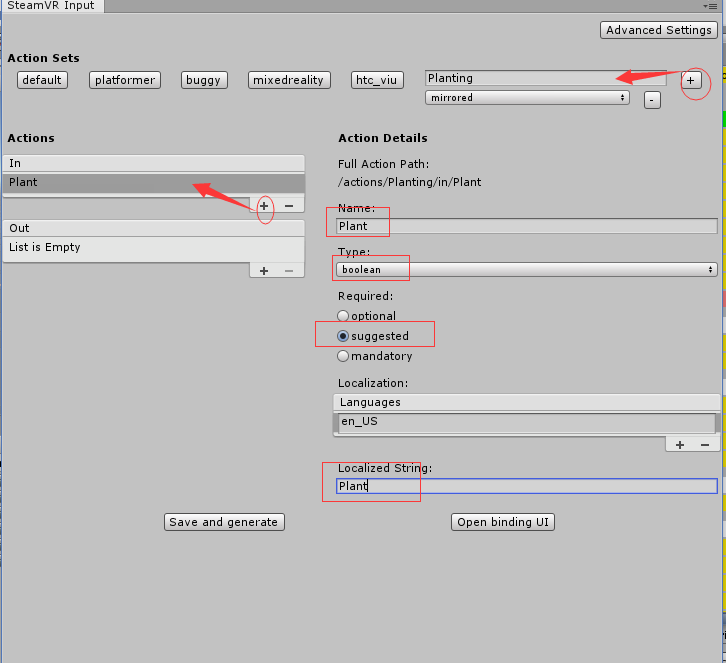 SteamVR Input
Advanced Settings
Action Sets
default platformer buggy mixedreality htc_viu Planting +
mirrored -
Actions
In
Plant
+ −
Out
List is Empty
+ −
Action Details
Full Action Path:
/actions/Planting/in/Plant
Name:
Plant
Type:
boolean
Required:
optional
suggested
mandatory
Localization:
Languages
en_US
+ −
Localized String:
Plant
Save and generate Open binding UI